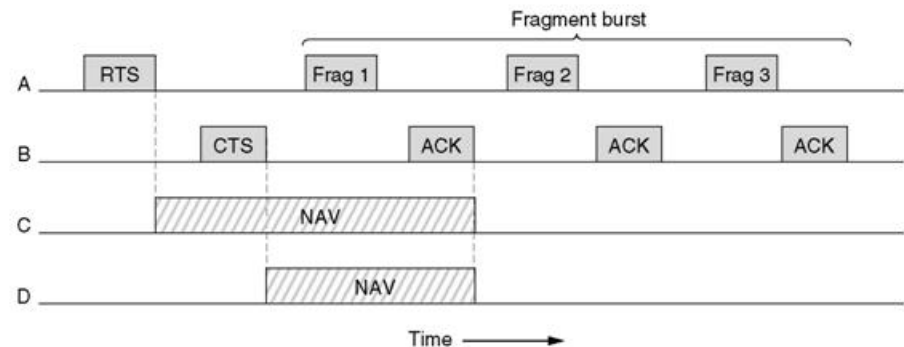 Fragment burst
A RTS Frag 1 Frag 2 Frag 3
B CTS ACK ACK ACK
C NAV
D NAV
Time